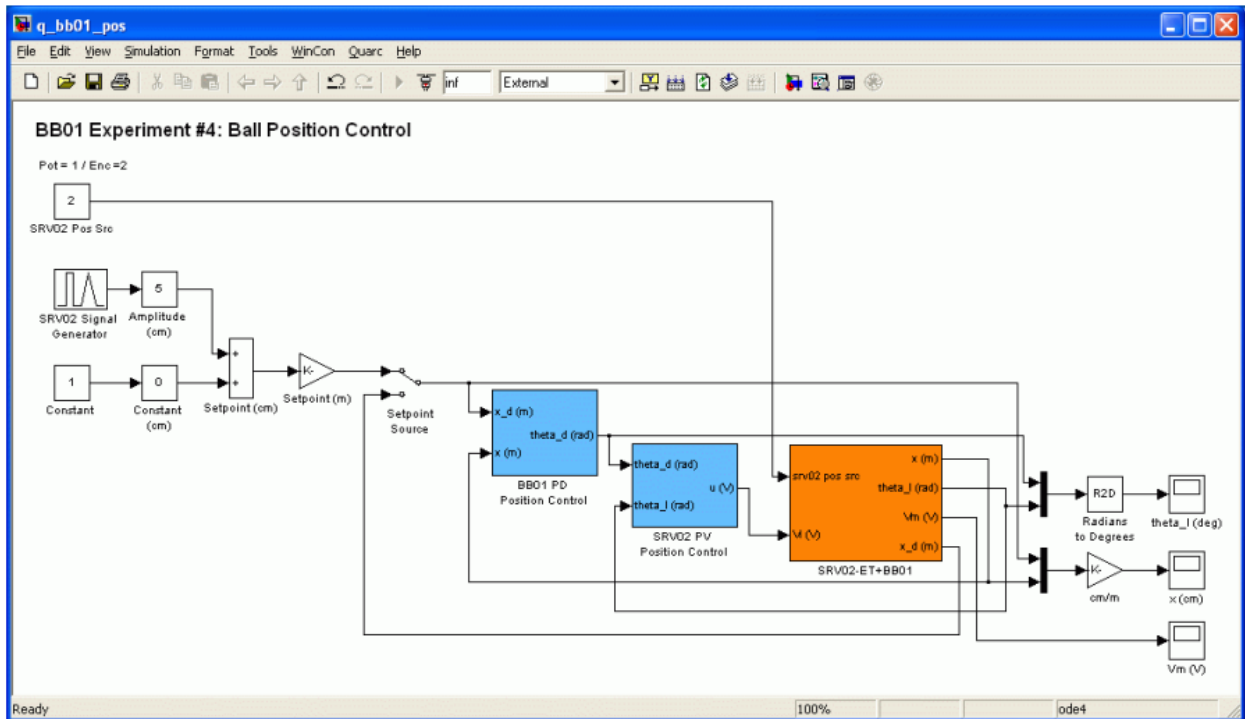 q_bb01_pos
File Edit View Simulation Format Tools WinCon Quarc Help
inf External
BB01 Experiment #4: Ball Position Control
Pot = 1 / Enc =2
2
SRV02 Pos Src
SRV02 Signal
Generator
5
Amplitude
(cm)
1
Constant
0
Constant
(cm)
+
+
Setpoint (cm)
K-
Setpoint (m)
Setpoint
Source
x_d (m)
theta_d (rad)
x (m)
BB01 PD
Position Control
theta_d (rad)
u (V)
theta_l (rad)
SRV02 PV
Position Control
x (m)
srv02 pos src
theta_l (rad)
Vm (V)
Vl (V)
x_d (m)
SRV02-ET+BB01
R2D
Radians
to Degrees
theta_l (deg)
K-
cm/m
x (cm)
Vm (V)
Ready 100% ode4